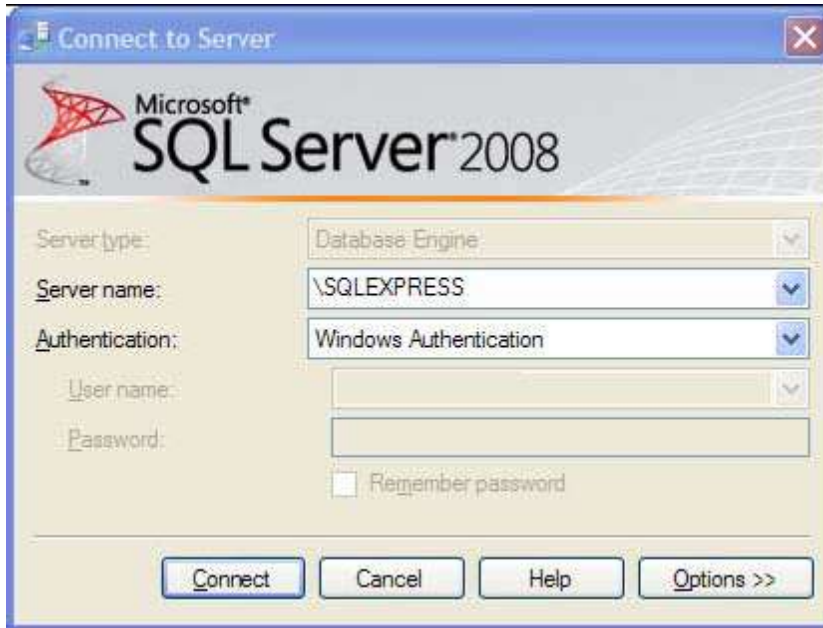 Connect to Server
Microsoft®
SQL Server® 2008
™
Server type: Database Engine
Server name: \SQLEXPRESS
Authentication: Windows Authentication
User name:
Password:
Remember password
Connect Cancel Help Options >>